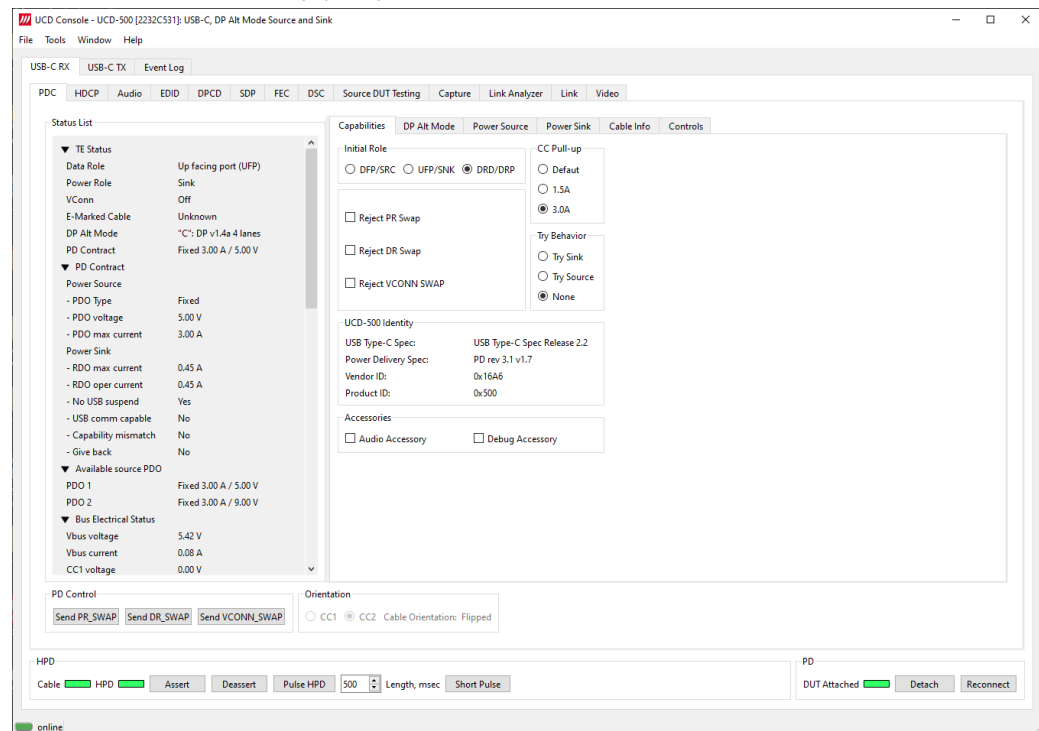 UCD Console - UCD-500 [2232C531]: USB-C, DP Alt Mode Source and Sink
File Tools Window Help
USB-C RX USB-C TX Event Log
PDC HDCP Audio EDID DPCD SDP FEC DSC Source DUT Testing Capture Link Analyzer Link Video
Status List
TE Status
Data Role Up facing port (UFP)
Power Role Sink
VConn Off
E-Marked Cable Unknown
DP Alt Mode "C": DP v1.4a 4 lanes
PD Contract Fixed 3.00 A / 5.00 V
PD Contract
Power Source
- PDO Type Fixed
- PDO voltage 5.00 V
- PDO max current 3.00 A
Power Sink
- RDO max current 0.45 A
- RDO oper current 0.45 A
- No USB suspend Yes
- USB comm capable No
- Capability mismatch No
- Give back No
Available source PDO
PDO 1 Fixed 3.00 A / 5.00 V
PDO 2 Fixed 3.00 A / 9.00 V
Bus Electrical Status
Vbus voltage 5.42 V
Vbus current 0.08 A
CC1 voltage 0.00 V
Capabilities DP Alt Mode Power Source Power Sink Cable Info Controls
Initial Role
DFP/SRC UFP/SNK DRD/DRP
CC Pull-up
Defaut
1.5A
3.0A
Reject PR Swap
Reject DR Swap
Reject VCONN SWAP
Try Behavior
Try Sink
Try Source
None
UCD-500 Identity
USB Type-C Spec: USB Type-C Spec Release 2.2
Power Delivery Spec: PD rev 3.1 v1.7
Vendor ID: 0x16A6
Product ID: 0x500
Accessories
Audio Accessory Debug Accessory
PD Control
Send PR_SWAP Send DR_SWAP Send VCONN_SWAP
Orientation
CC1 CC2 Cable Orientation: Flipped
HPD
Cable HPD Assert Deassert Pulse HPD 500 Length, msec Short Pulse
PD
DUT Attached Detach Reconnect
online